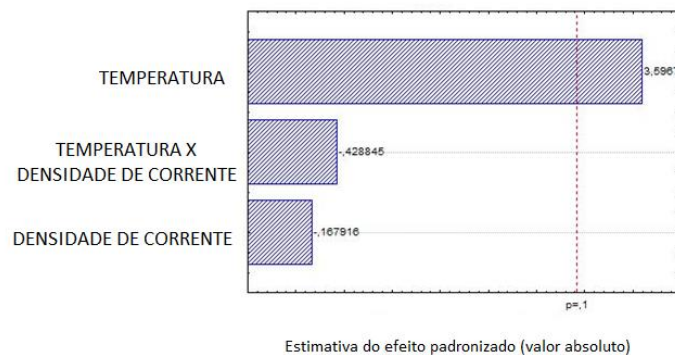 TEMPERATURA
3,5967
TEMPERATURA X
DENSIDADE DE CORRENTE
-,428845
DENSIDADE DE CORRENTE
-,167916
p=,1
Estimativa do efeito padronizado (valor absoluto)